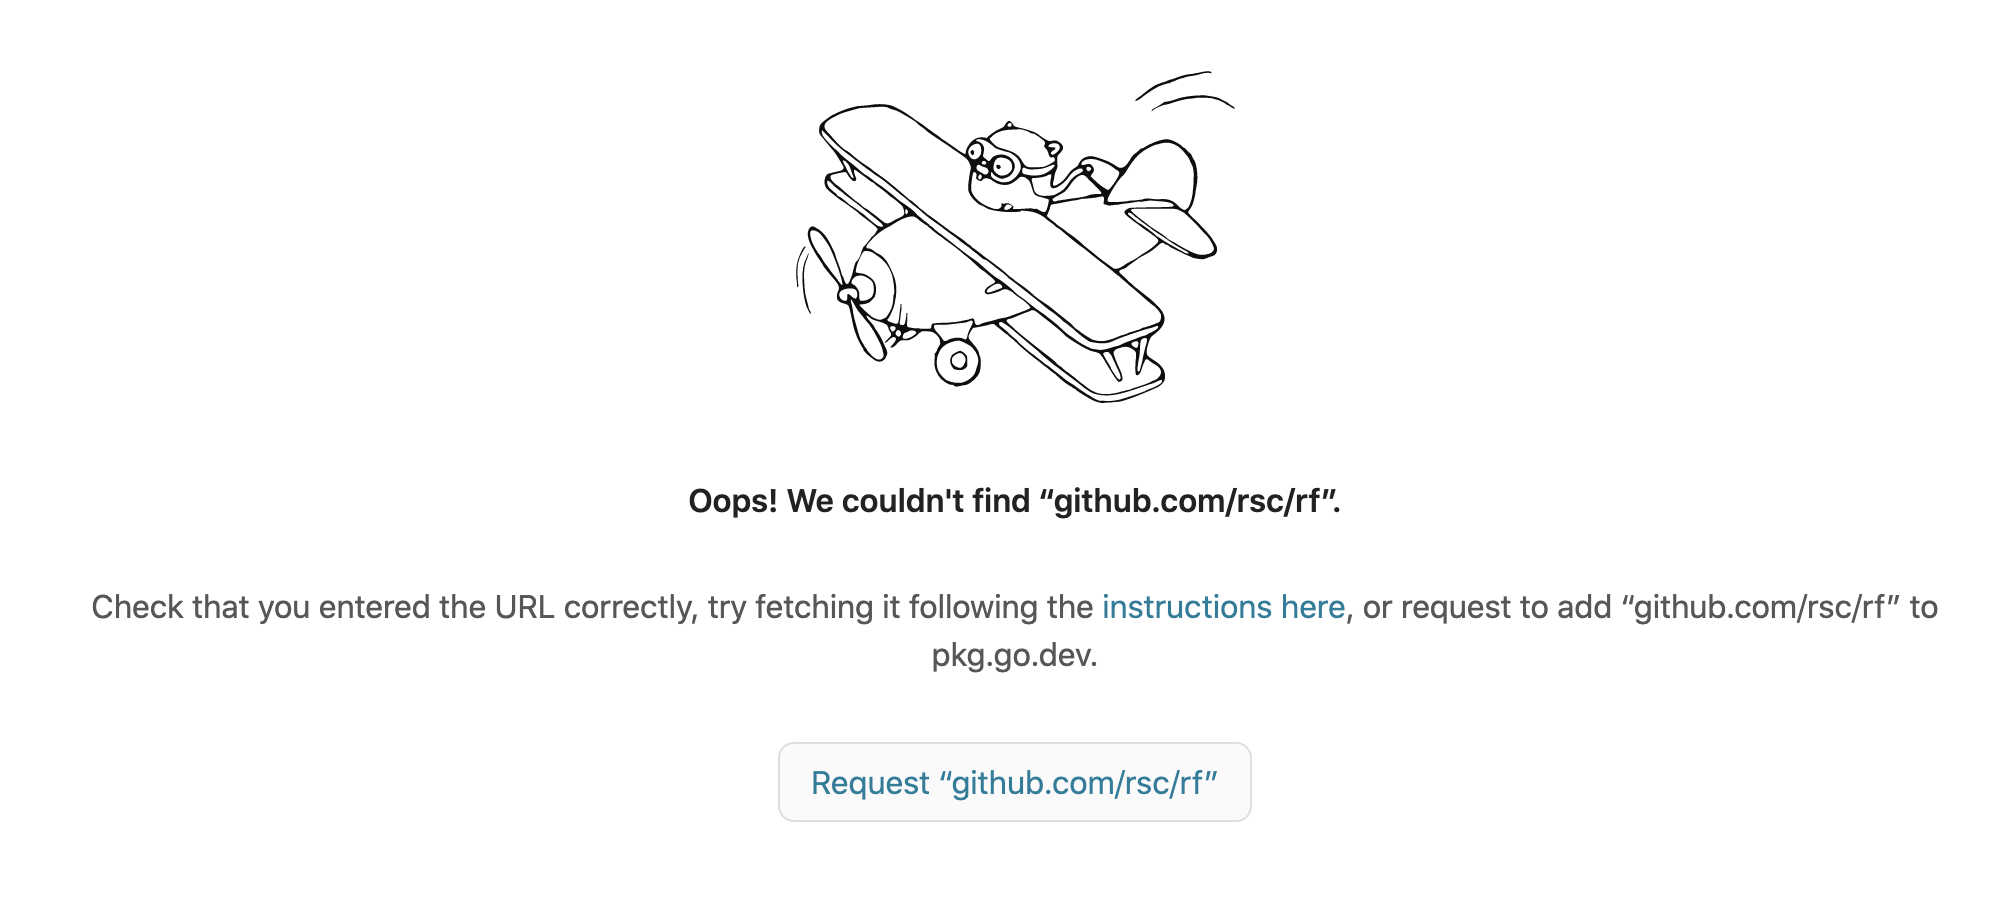 Oops! We couldn't find “github.com/rsc/rf”.
Check that you entered the URL correctly, try fetching it following the instructions here, or request to add “github.com/rsc/rf” to
pkg.go.dev.
Request “github.com/rsc/rf”